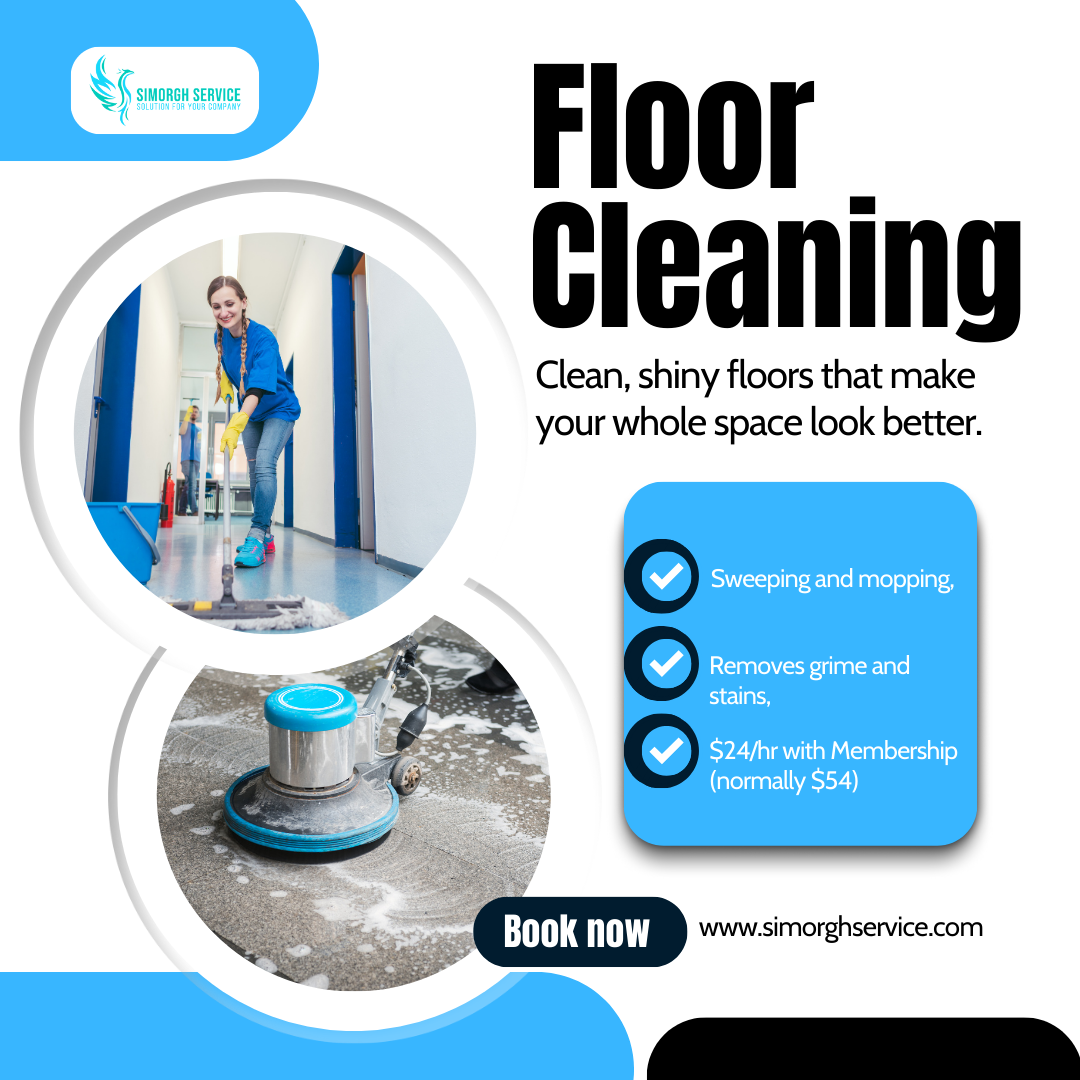 SIMORGH SERVICE
SOLUTION FOR YOUR COMPANY
Floor
Cleaning
Clean, shiny floors that make
your whole space look better.
Sweeping and mopping,
Removes grime and
stains,
$24/hr with Membership
(normally $54)
Book now
www.simorghservice.com